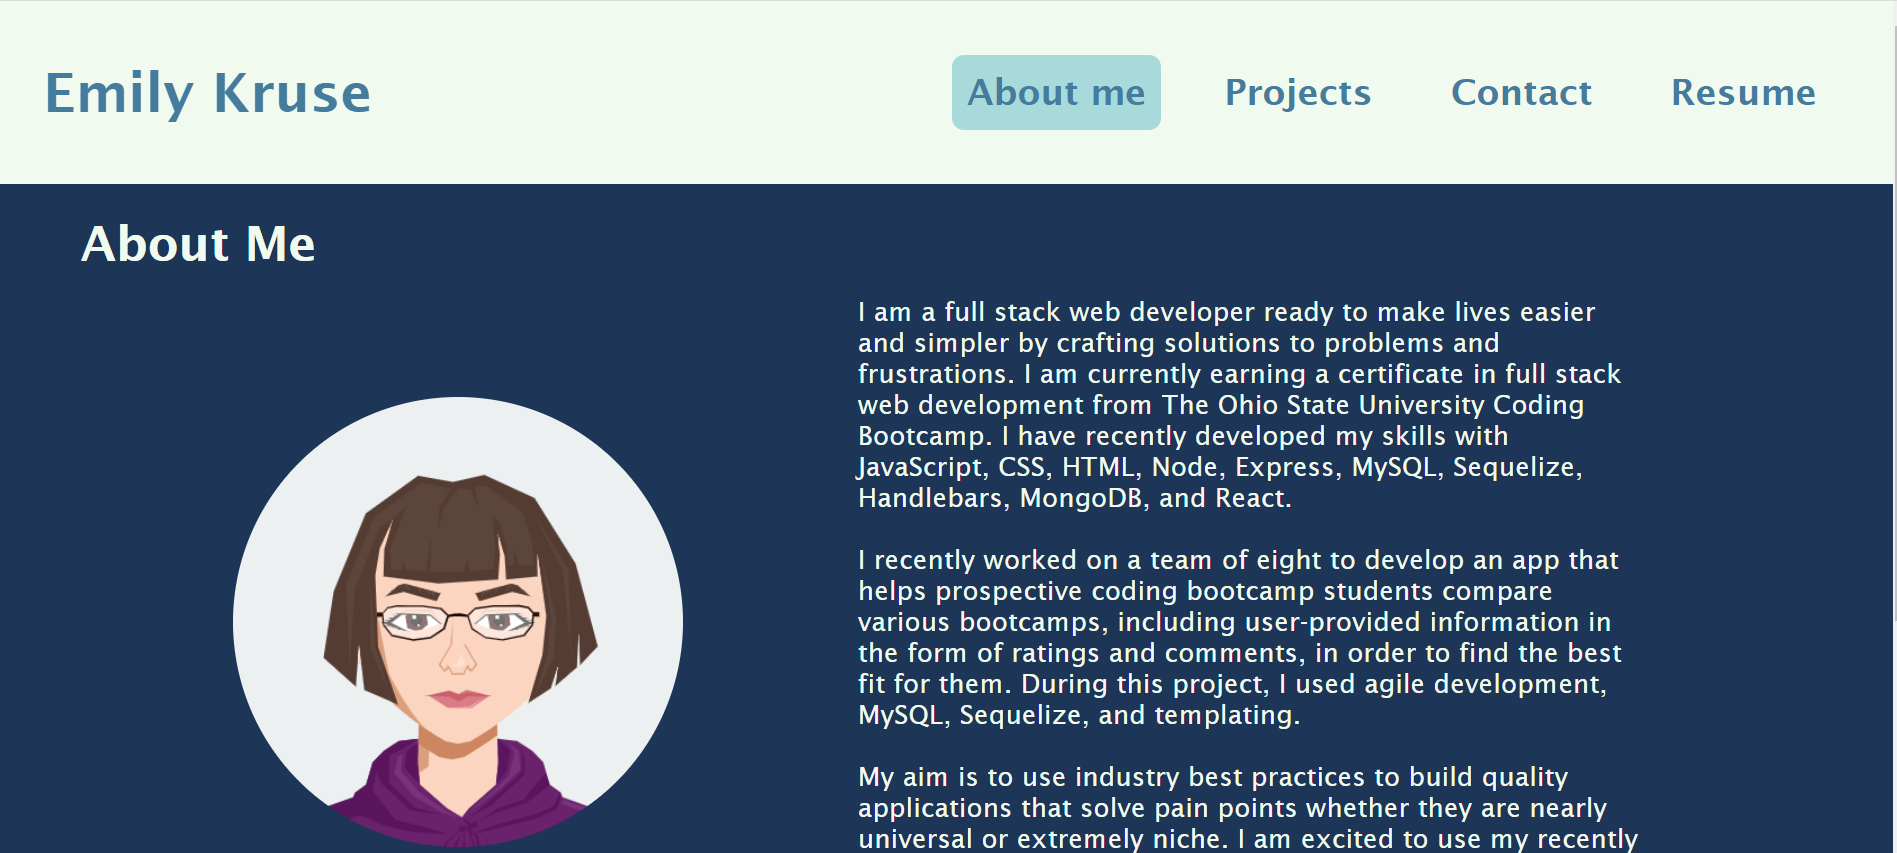 Emily Kruse
About me
Projects
Contact
Resume
About Me
I am a full stack web developer ready to make lives easier
and simpler by crafting solutions to problems and
frustrations. I am currently earning a certificate in full stack
web development from The Ohio State University Coding
Bootcamp. I have recently developed my skills with
JavaScript, CSS, HTML, Node, Express, MySQL, Sequelize,
Handlebars, MongoDB, and React.
I recently worked on a team of eight to develop an app that
helps prospective coding bootcamp students compare
various bootcamps, including user-provided information in
the form of ratings and comments, in order to find the best
fit for them. During this project, I used agile development,
MySQL, Sequelize, and templating.
My aim is to use industry best practices to build quality
applications that solve pain points whether they are nearly
universal or extremely niche. I am excited to use my recently